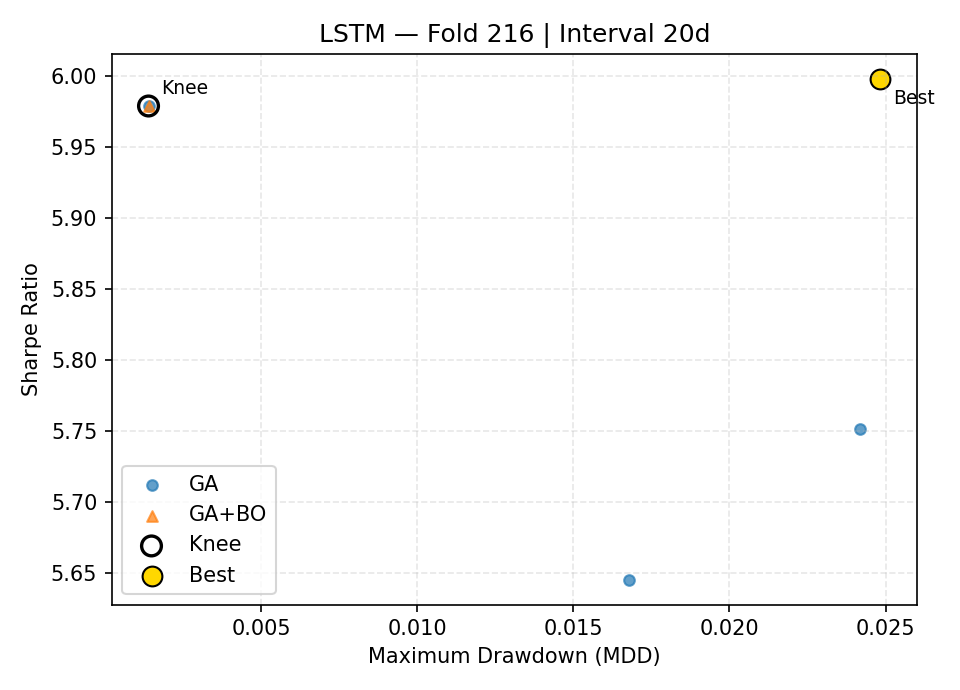 LSTM — Fold 216 | Interval 20d
Sharpe Ratio
6.00
5.95
5.90
5.85
5.80
5.75
5.70
5.65
Knee
Best
GA
GA+BO
Knee
Best
0.005
0.010
0.015
0.020
0.025
Maximum Drawdown (MDD)